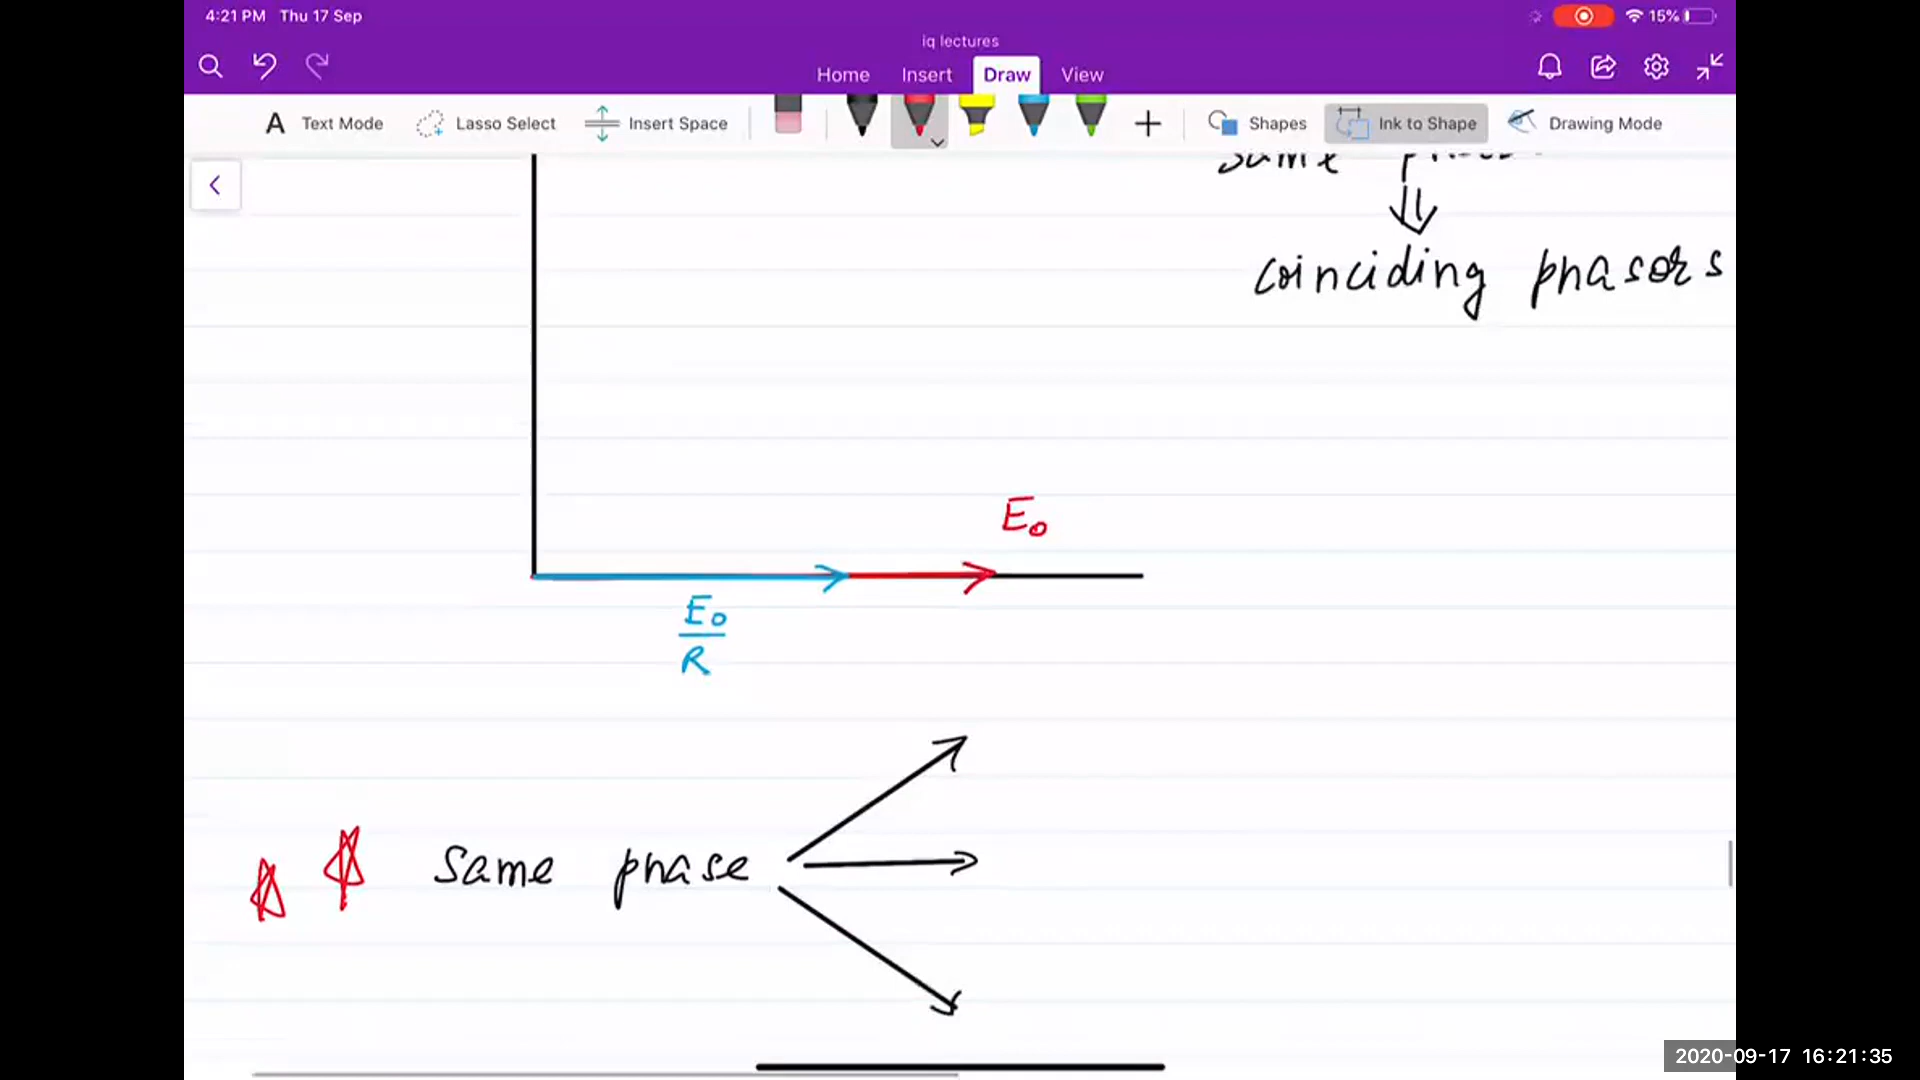 4:21 PM Thu 17 Sep
15%
iq lectures
Home Insert Draw View
A Text Mode Lasso Select Insert Space Shapes Ink to Shape Drawing Mode
same
coinciding phasors
E₀
E₀
R
same phase
2020-09-17 16:21:35